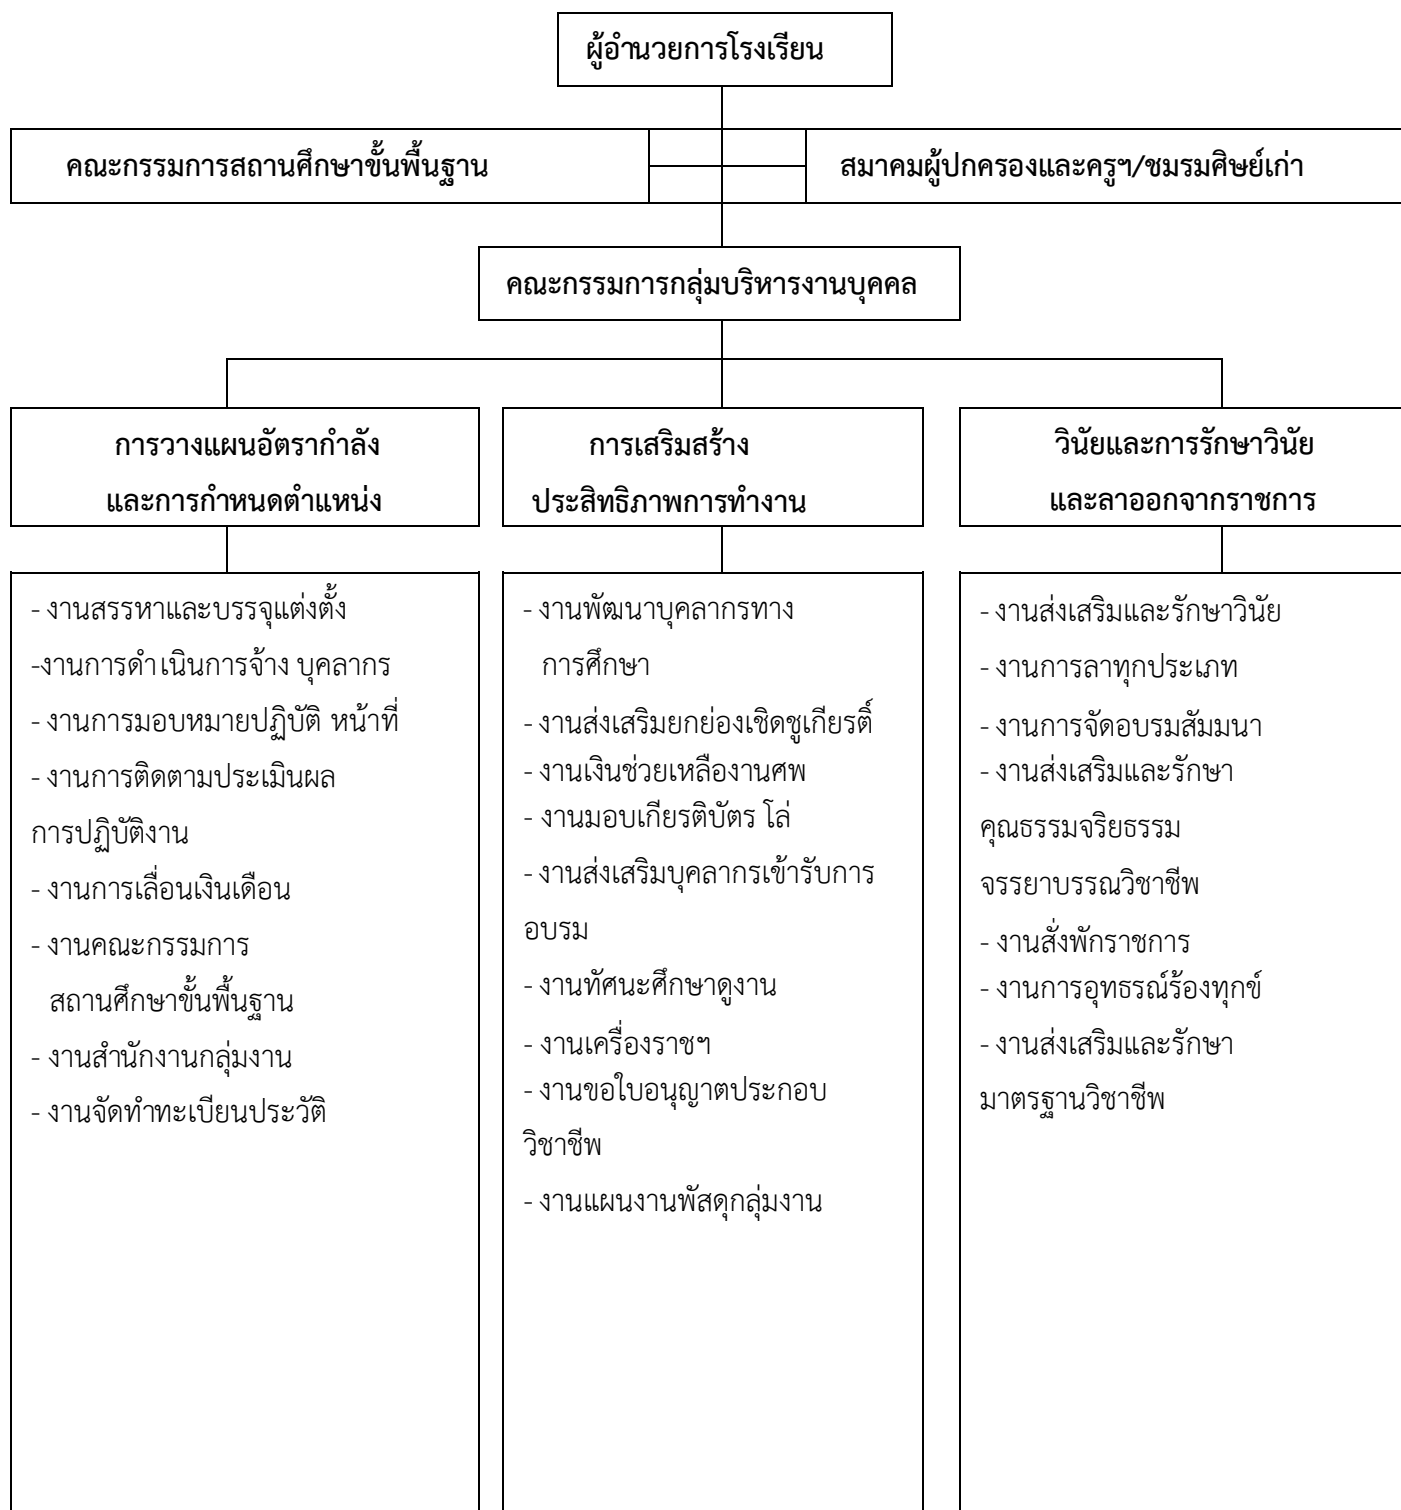 ผู้อำนวยการโรงเรียน
คณะกรรมการสถานศึกษาขั้นพื้นฐาน
สมาคมผู้ปกครองและครูฯ/ชมรมศิษย์เก่า
คณะกรรมการกลุ่มบริหารงานบุคคล
การวางแผนอัตรากำลัง
และการกำหนดตำแหน่ง
การเสริมสร้าง
ประสิทธิภาพการทำงาน
วินัยและการรักษาวินัย
และลาออกจากราชการ
- งานสรรหาและบรรจุแต่งตั้ง
-งานการดำเนินการจ้าง บุคลากร
- งานการมอบหมายปฏิบัติ หน้าที่
- งานการติดตามประเมินผล
การปฏิบัติงาน
- งานการเลื่อนเงินเดือน
- งานคณะกรรมการ
สถานศึกษาขั้นพื้นฐาน
- งานสำนักงานกลุ่มงาน
- งานจัดทำทะเบียนประวัติ
- งานพัฒนาบุคลากรทาง
การศึกษา
- งานส่งเสริมยกย่องเชิดชูเกียรติ์
- งานเงินช่วยเหลืองานศพ
- งานมอบเกียรติบัตร โล่
- งานส่งเสริมบุคลากรเข้ารับการ
อบรม
- งานทัศนะศึกษาดูงาน
- งานเครื่องราชฯ
- งานขอใบอนุญาตประกอบ
วิชาชีพ
- งานแผนงานพัสดุกลุ่มงาน
- งานส่งเสริมและรักษาวินัย
- งานการลาทุกประเภท
- งานการจัดอบรมสัมมนา
- งานส่งเสริมและรักษา
คุณธรรมจริยธรรม
จรรยาบรรณวิชาชีพ
- งานสั่งพักราชการ
- งานการอุทธรณ์ร้องทุกข์
- งานส่งเสริมและรักษา
มาตรฐานวิชาชีพ